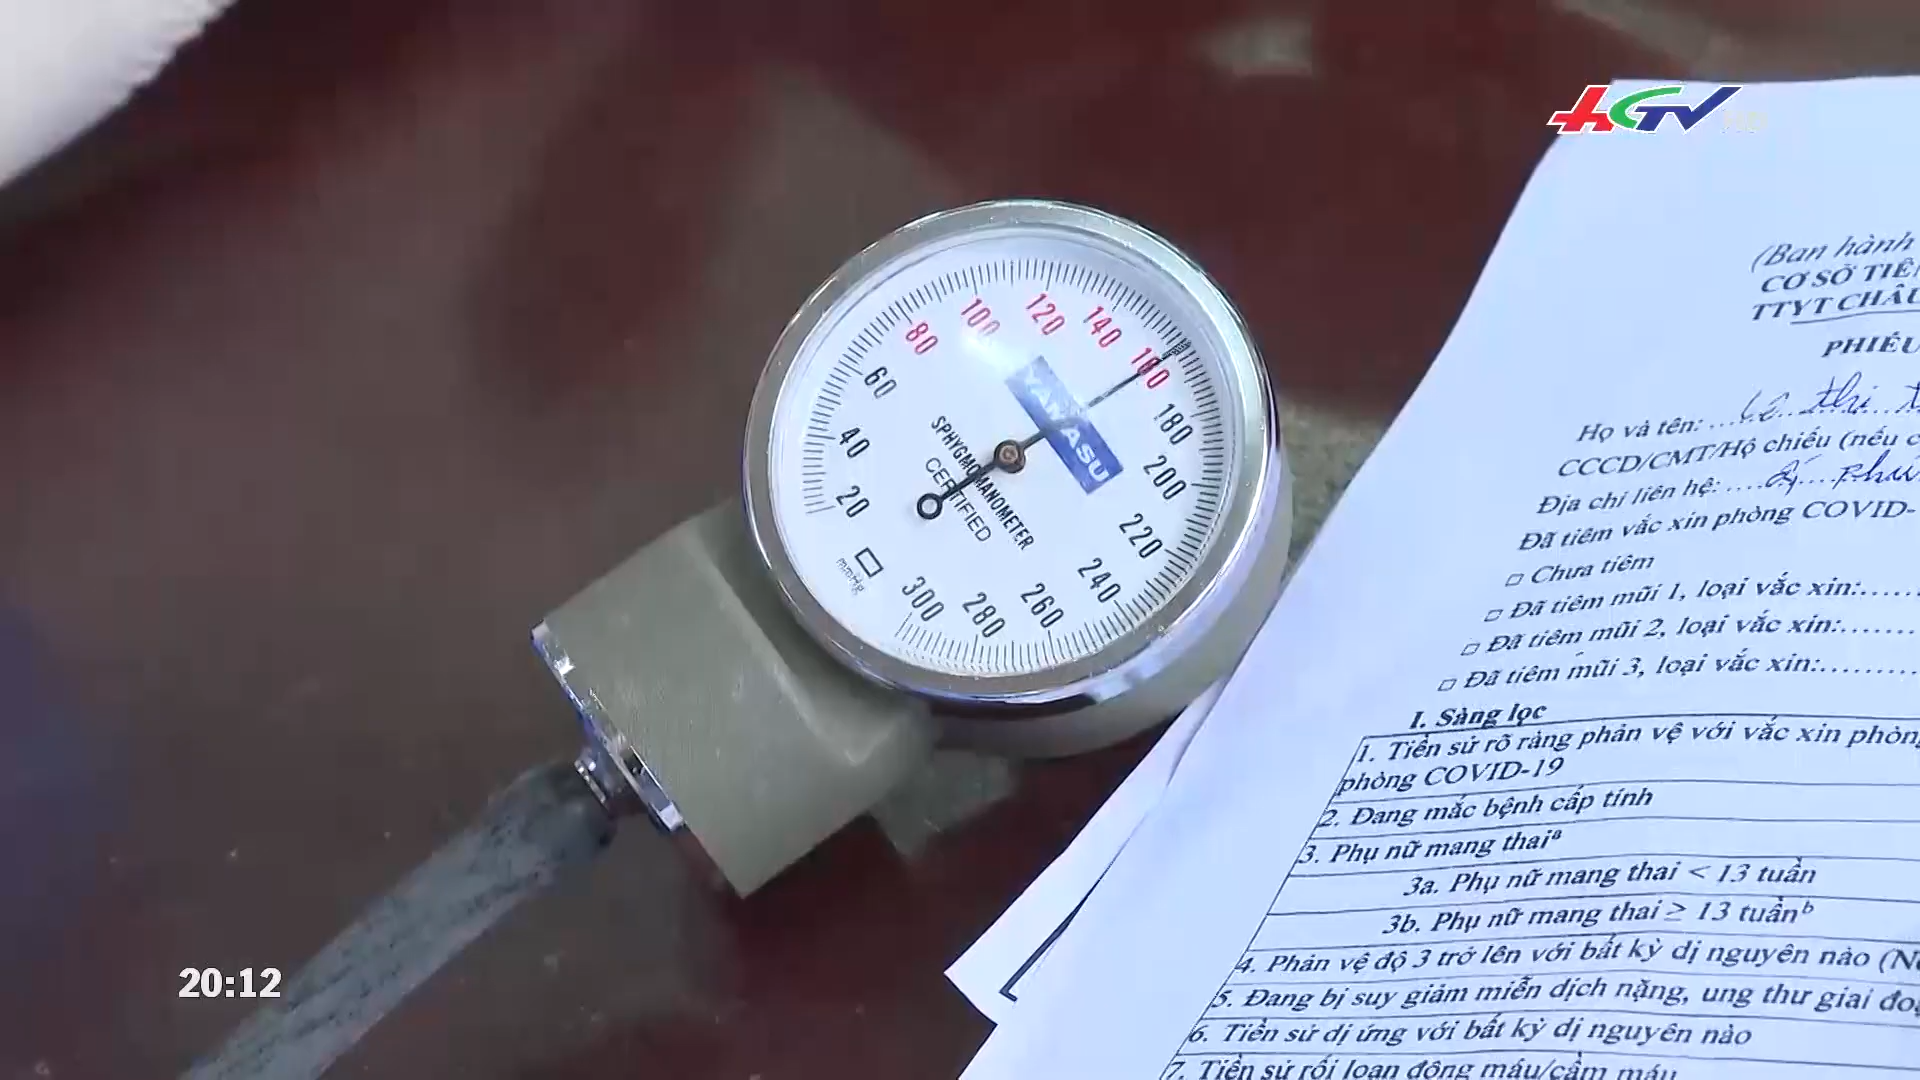 HGTV HD
(Ban hành
CƠ SỞ TIÊ
TTYT CHÂU
PHIẾU
Họ và tên: ... Lê thị t
CCCD/CMT/Hộ chiếu (nếu c
Địa chỉ liên hệ: ....
Đã tiêm vắc xin phòng COVID-
□ Chưa tiêm
□ Đã tiêm mũi 1, loại vắc xin:......
□ Đã tiêm mũi 2, loại vắc xin:.......
□ Đã tiêm mũi 3, loại vắc xin:........
I. Sàng lọc
1. Tiền sử rõ ràng phản vệ với vắc xin phòng
phòng COVID-19
2. Đang mắc bệnh cấp tính
3. Phụ nữ mang thaiª
3a. Phụ nữ mang thai < 13 tuần
3b. Phụ nữ mang thai ≥ 13 tuầnᵇ
4. Phản vệ độ 3 trở lên với bất kỳ dị nguyên nào (N
5. Đang bị suy giảm miễn dịch nặng, ung thư giai đoạ
6. Tiền sử dị ứng với bất kỳ dị nguyên nào
7. Tiền sử rối loạn đông máu/cầm máu
20
40
60
80
100
120
140
160
180
200
220
240
260
280
300
YAMASU
SPHYGMOMANOMETER
CERTIFIED
mmHg
20:12